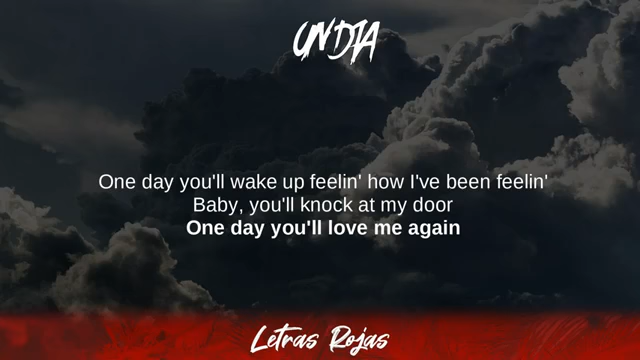 UN DIA
One day you'll wake up feelin' how I've been feelin'
Baby, you'll knock at my door
One day you'll love me again
Letras Rojas